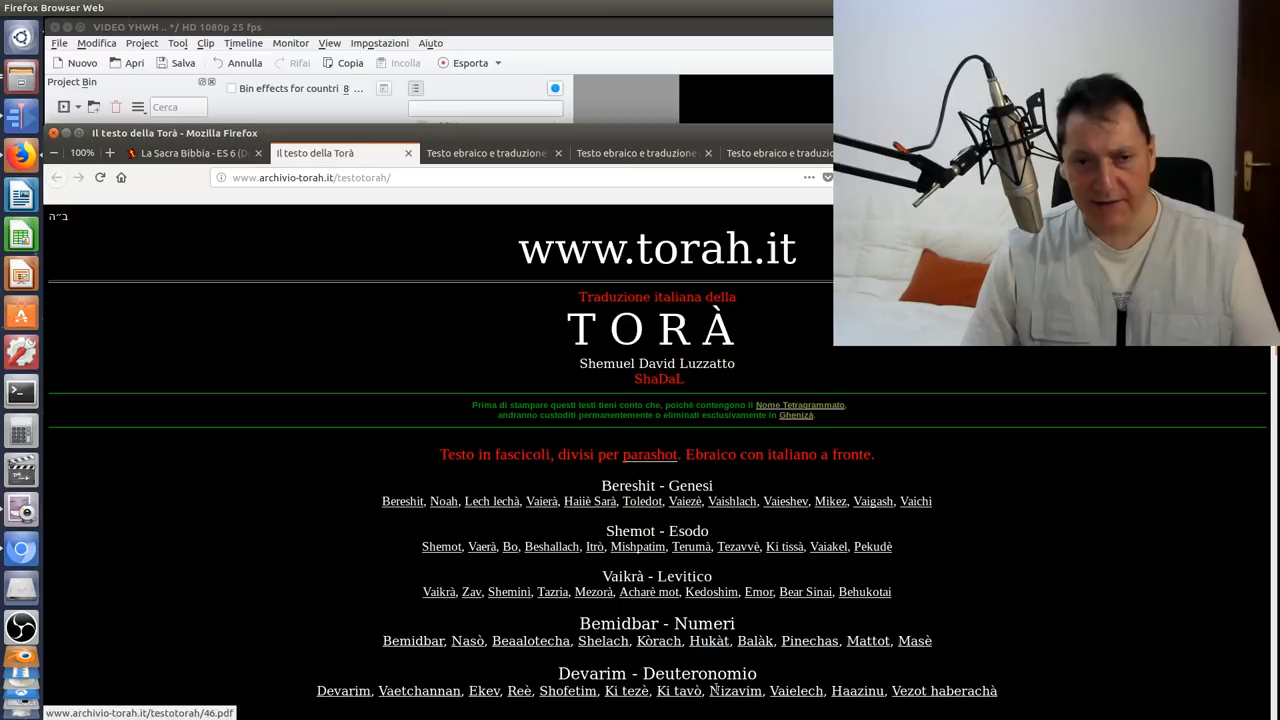 Firefox Browser Web
VIDEO YHWH .. */ HD 1080p 25 fps
File Modifica Project Tool Clip Timeline Monitor View Impostazioni Aiuto
Nuovo Apri Salva Annulla Rifai Copia Incolla Esporta
Project Bin
Cerca
Bin effects for countri 8 ...
Il testo della Torà - Mozilla Firefox
100% La Sacra Bibbia - ES 6 (D Il testo della Torà Testo ebraico e traduzione Testo ebraico e traduzione Testo ebraico e traduzione
www.archivio-torah.it/testotorah/
ב״ה
www.torah.it
Traduzione italiana della
TORÀ
Shemuel David Luzzatto
ShaDaL
Prima di stampare questi testi tieni conto che, poiché contengono il Nome Tetragrammato,
andranno custoditi permanentemente o eliminati esclusivamente in Ghenizà.
Testo in fascicoli, divisi per parashot. Ebraico con italiano a fronte.
Bereshit - Genesi
Bereshit, Noah, Lech lechà, Vaierà, Haiiè Sarà, Toledot, Vaiezè, Vaishlach, Vaieshev, Mikez, Vaigash, Vaichì
Shemot - Esodo
Shemot, Vaerà, Bo, Beshallach, Itrò, Mishpatim, Terumà, Tezavvè, Ki tissà, Vaiakel, Pekudè
Vaikrà - Levitico
Vaikrà, Zav, Sheminì, Tazria, Mezorà, Acharè mot, Kedoshim, Emor, Bear Sinai, Behukotai
Bemidbar - Numeri
Bemidbar, Nasò, Beaalotecha, Shelach, Kòrach, Hukàt, Balàk, Pinechas, Mattot, Masè
Devarim - Deuteronomio
Devarim, Vaetchannan, Ekev, Reè, Shofetim, Ki tezè, Ki tavò, Nizavim, Vaielech, Haazinu, Vezot haberachà
www.archivio-torah.it/testotorah/46.pdf